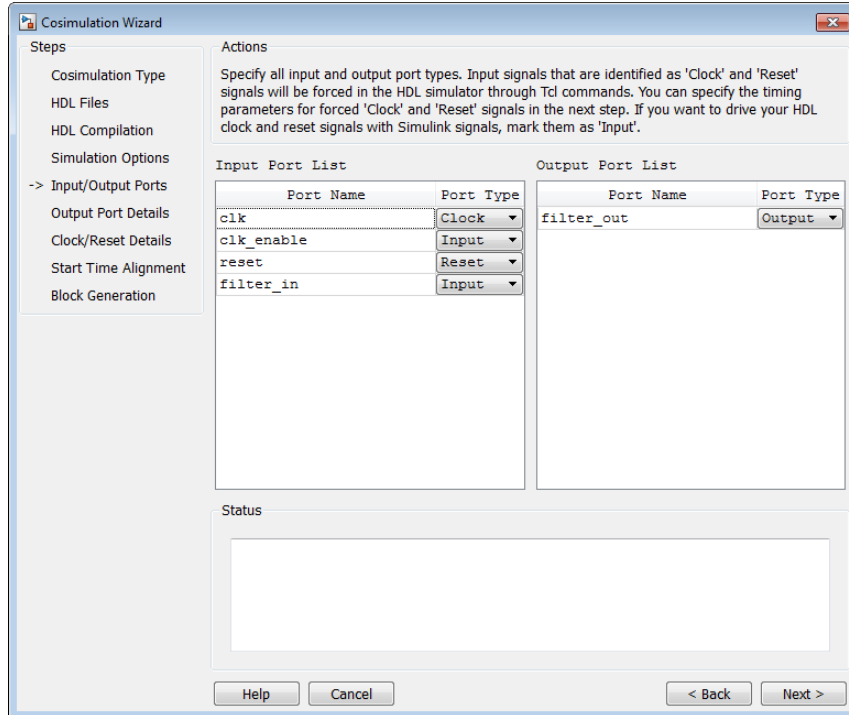 Cosimulation Wizard
Steps
Cosimulation Type
HDL Files
HDL Compilation
Simulation Options
-> Input/Output Ports
Output Port Details
Clock/Reset Details
Start Time Alignment
Block Generation
Actions
Specify all input and output port types. Input signals that are identified as 'Clock' and 'Reset'
signals will be forced in the HDL simulator through Tcl commands. You can specify the timing
parameters for forced 'Clock' and 'Reset' signals in the next step. If you want to drive your HDL
clock and reset signals with Simulink signals, mark them as 'Input'.
Input Port List
Port Name Port Type
clk Clock
clk_enable Input
reset Reset
filter_in Input
Output Port List
Port Name Port Type
filter_out Output
Status
Help Cancel < Back Next >